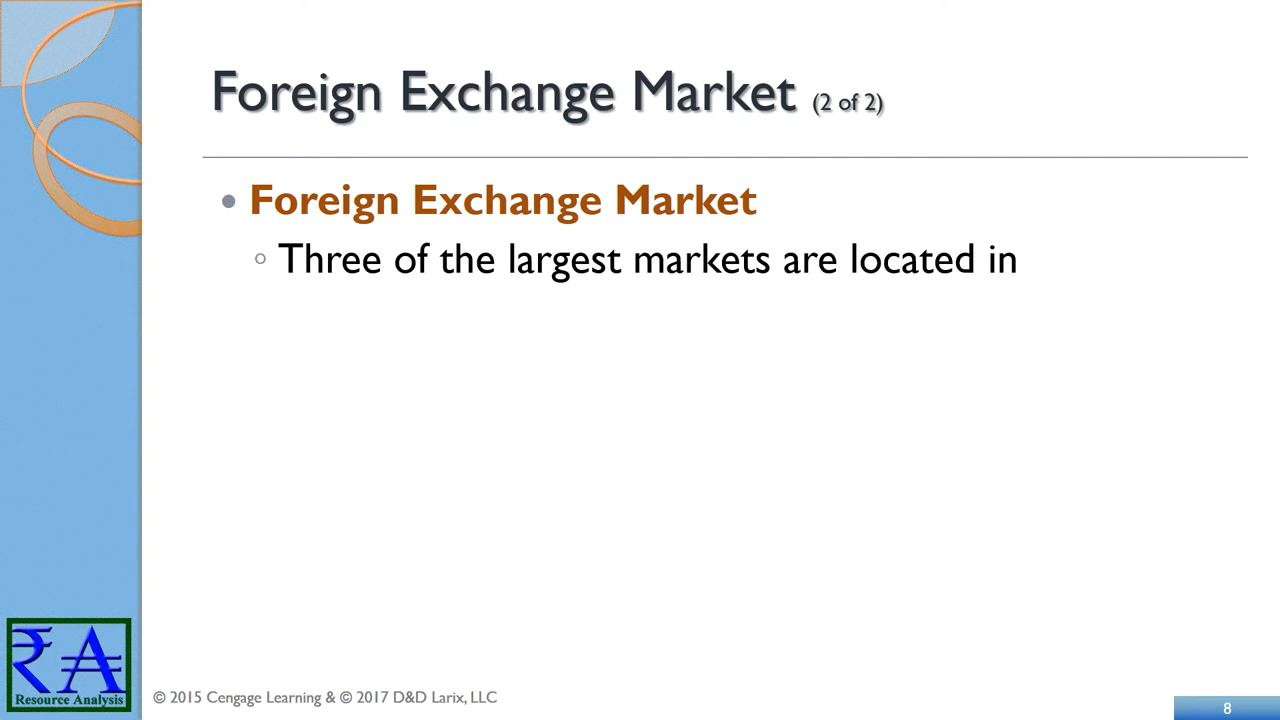 Foreign Exchange Market (2 of 2)
• Foreign Exchange Market
◦ Three of the largest markets are located in
₹A
Resource Analysis
© 2015 Cengage Learning & © 2017 D&D Larix, LLC
8